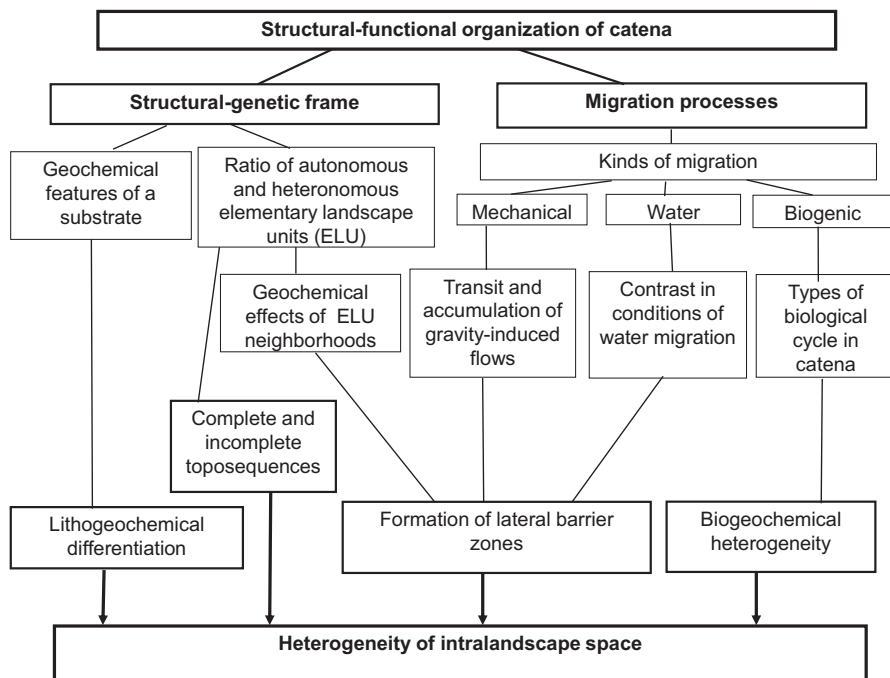 Structural-functional organization of catena
Structural-genetic frame
Migration processes
Geochemical
features of a
substrate
Ratio of autonomous
and heteronomous
elementary landscape
units (ELU)
Kinds of migration
Mechanical
Water
Biogenic
Geochemical
effects of ELU
neighborhoods
Transit and
accumulation of
gravity-induced
flows
Contrast in
conditions of
water migration
Types of
biological
cycle in
catena
Complete and
incomplete
toposequences
Lithogeochemical
differentiation
Formation of lateral barrier
zones
Biogeochemical
heterogeneity
Heterogeneity of intralandscape space